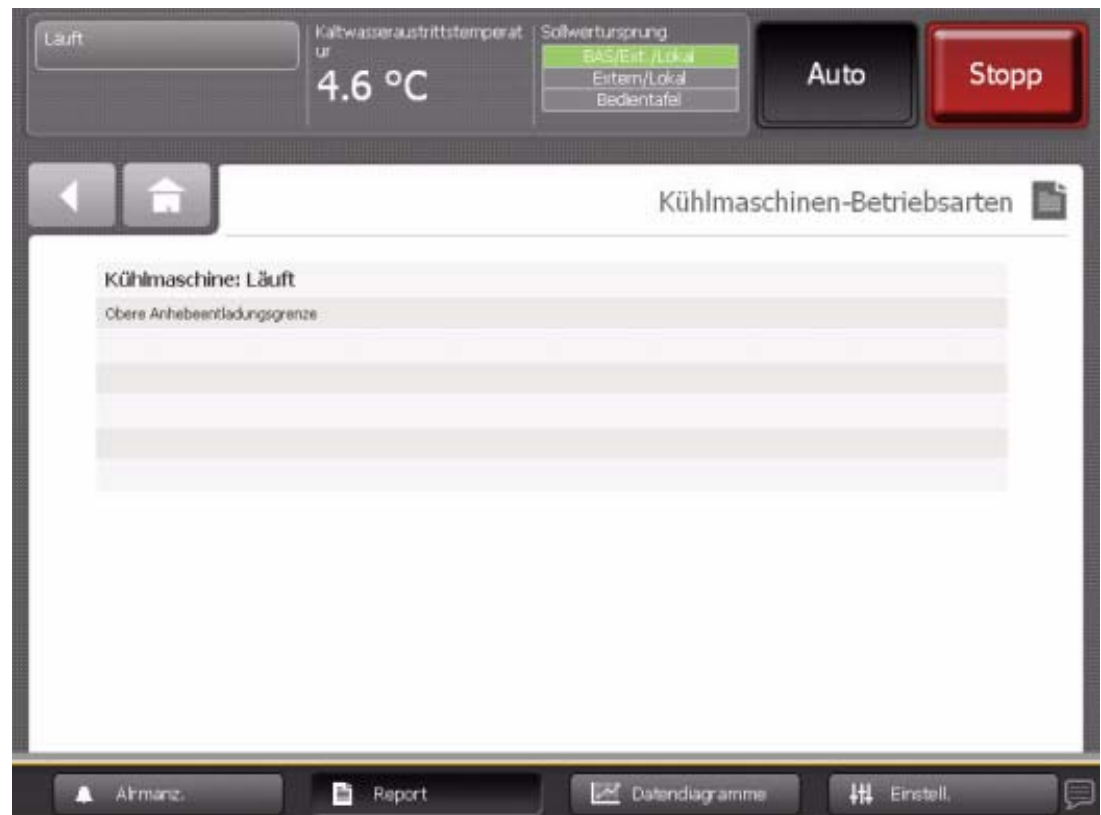 Läuft
Kaltwasseraustrittstemperat
ur
4.6 °C
Sollwertursprung
BAS/Ext./Lokal
Extern/Lokal
Bedientafel
Auto
Stopp
Kühlmaschinen-Betriebsarten
Kühlmaschine: Läuft
Obere Anhebeentladungsgrenze
Alrmanz.
Report
Datendiagramme
Einstell.